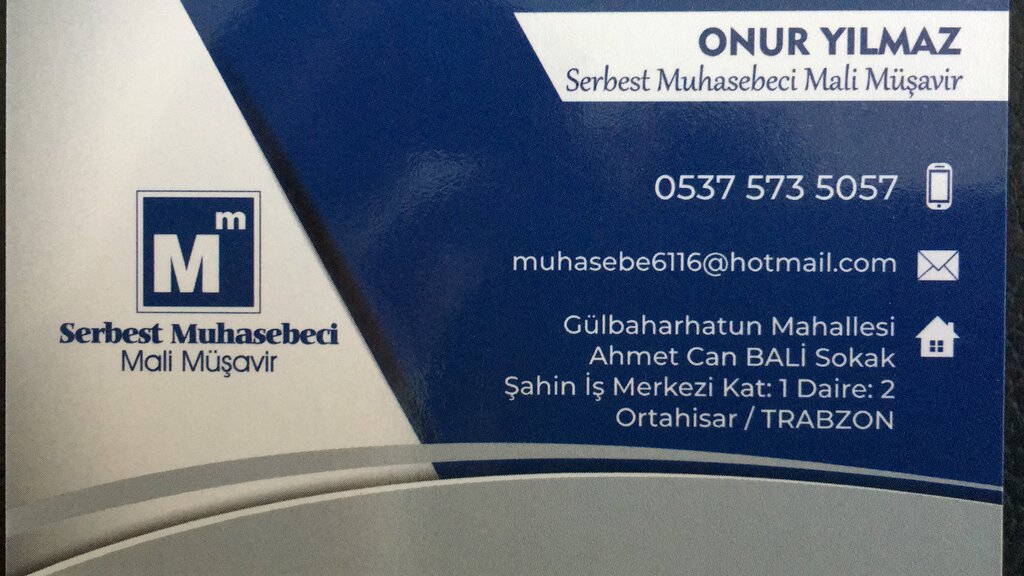 ONUR YILMAZ
Serbest Muhasebeci Mali Müşavir
0537 573 5057
muhasebe6116@hotmail.com
Gülbaharhatun Mahallesi
Ahmet Can BALİ Sokak
Şahin İş Merkezi Kat: 1 Daire: 2
Ortahisar / TRABZON
Mm
Serbest Muhasebeci
Mali Müşavir